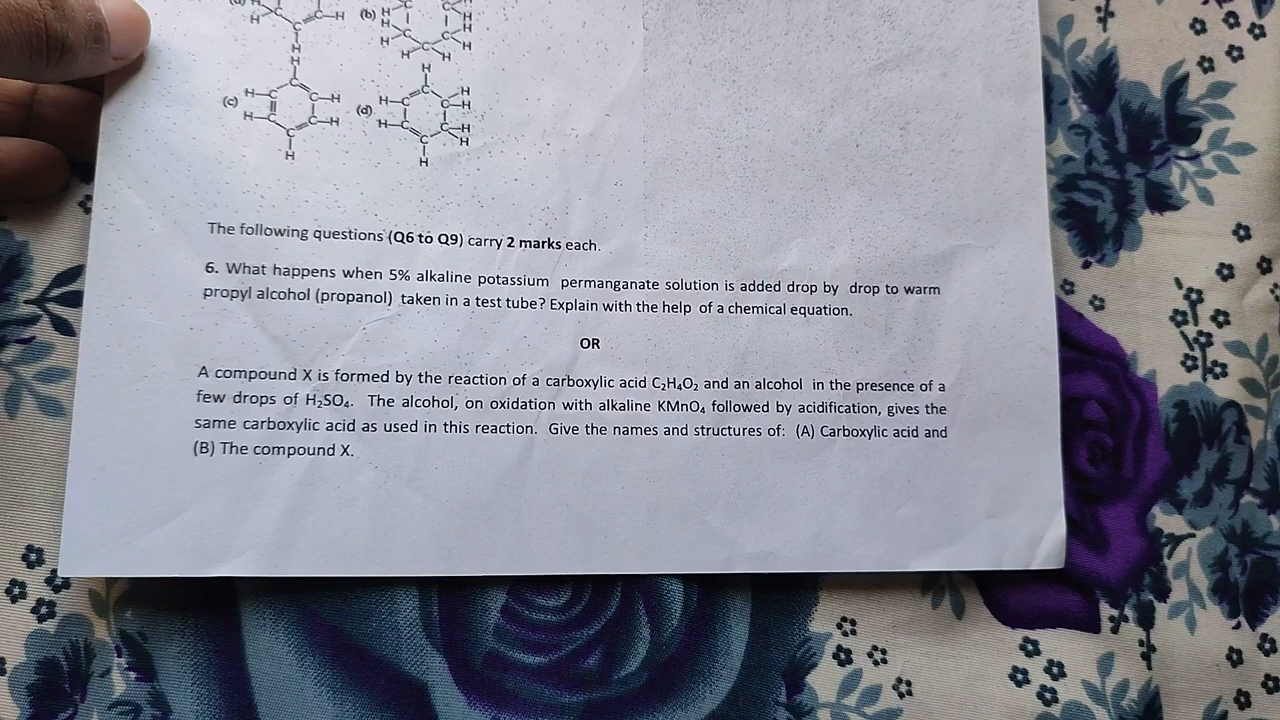 (b)
(c)
(d)
The following questions (Q6 to Q9) carry 2 marks each.
6. What happens when 5% alkaline potassium permanganate solution is added drop by drop to warm
propyl alcohol (propanol) taken in a test tube? Explain with the help of a chemical equation.
OR
A compound X is formed by the reaction of a carboxylic acid C₂H₄O₂ and an alcohol in the presence of a
few drops of H₂SO₄. The alcohol, on oxidation with alkaline KMnO₄ followed by acidification, gives the
same carboxylic acid as used in this reaction. Give the names and structures of: (A) Carboxylic acid and
(B) The compound X.